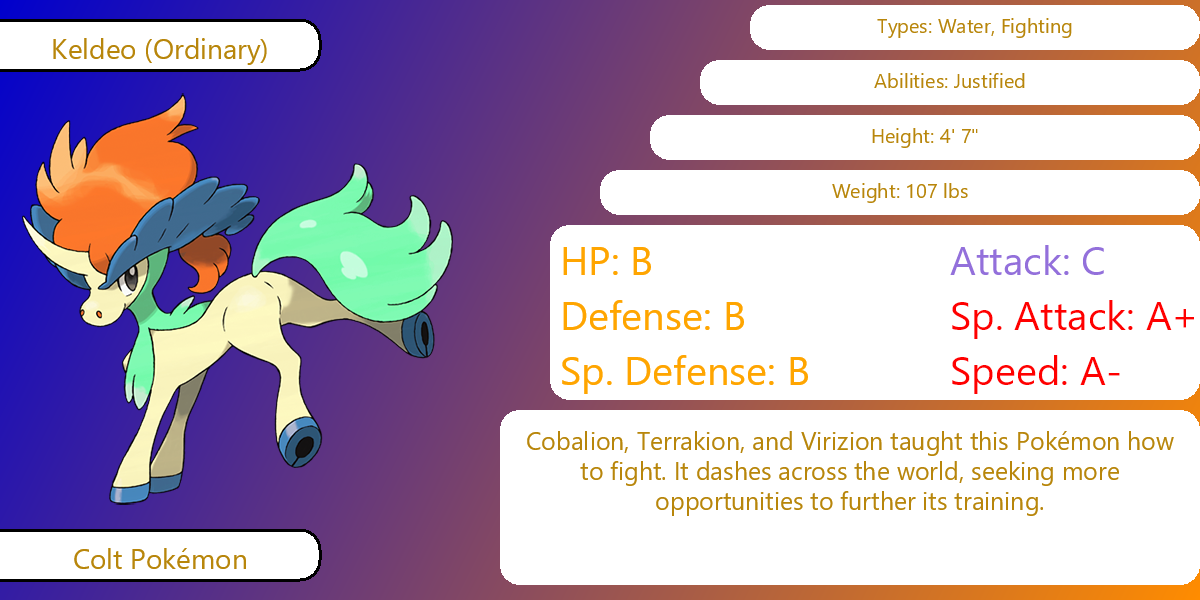 Keldeo (Ordinary)
Types: Water, Fighting
Abilities: Justified
Height: 4' 7"
Weight: 107 lbs
HP: B
Attack: C
Defense: B
Sp. Attack: A+
Sp. Defense: B
Speed: A-
Cobalion, Terrakion, and Virizion taught this Pokémon how
to fight. It dashes across the world, seeking more
opportunities to further its training.
Colt Pokémon